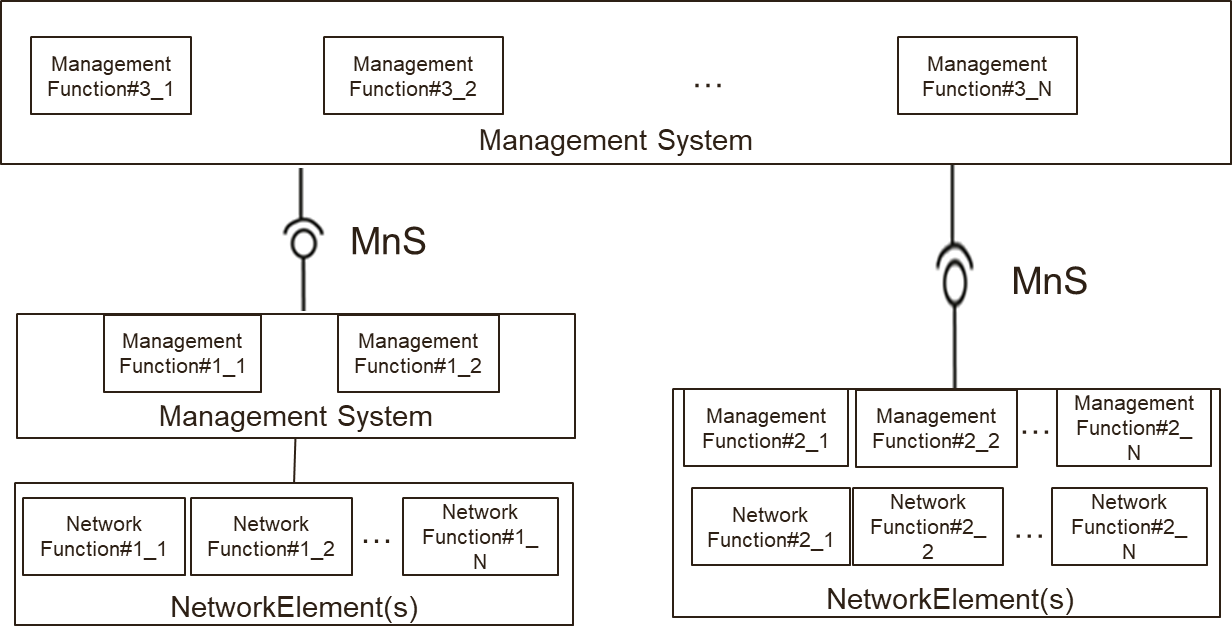 Management
Function#3_1
Management
Function#3_2
...
Management
Function#3_N
Management System
MnS
MnS
Management
Function#1_1
Management
Function#1_2
Management System
Network
Function#1_1
Network
Function#1_2
...
Network
Function#1_
N
NetworkElement(s)
Management
Function#2_1
Management
Function#2_2
...
Management
Function#2_
N
Network
Function#2_1
Network
Function#2_
2
...
Network
Function#2_
N
NetworkElement(s)